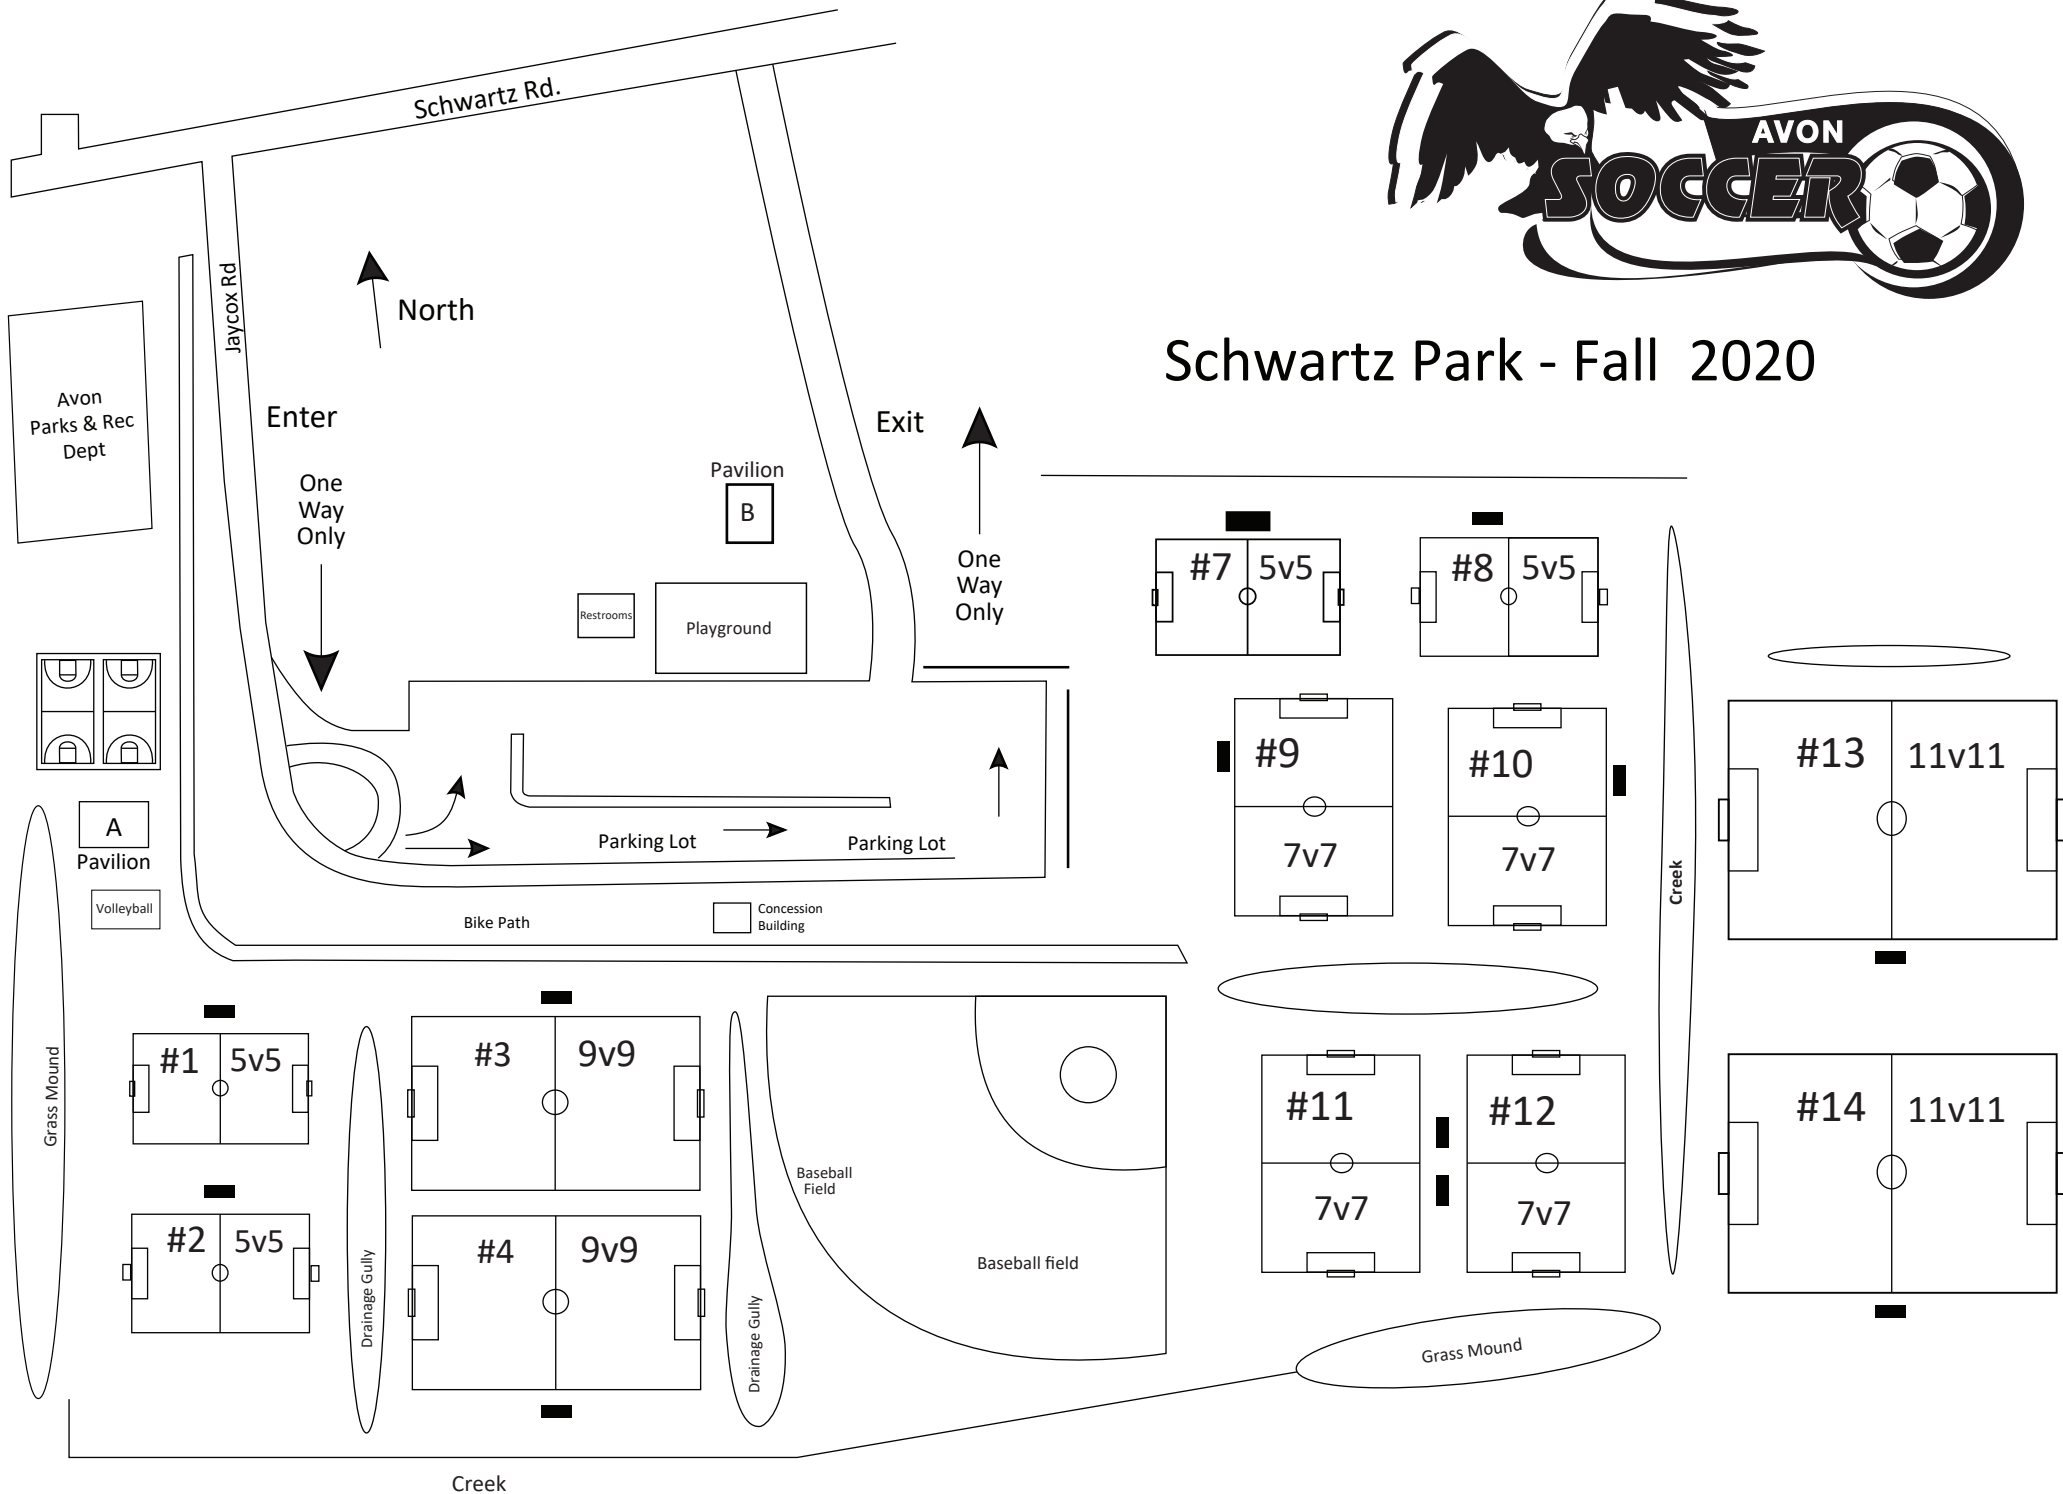 AVON
SOCCER
Schwartz Rd.
Schwartz Park - Fall 2020
Jaycox Rd
North
Avon
Parks & Rec
Dept
Enter
Exit
One
Way
Only
Pavilion
B
One
Way
Only
Restrooms
Playground
#7 5v5
#8 5v5
#9
7v7
#10
7v7
#13 11v11
A
Pavilion
Volleyball
Parking Lot
Parking Lot
Bike Path
Concession
Building
Creek
Grass Mound
#1 5v5
#2 5v5
Drainage Gully
#3 9v9
#4 9v9
Drainage Gully
Baseball
Field
Baseball field
#11
7v7
#12
7v7
#14 11v11
Grass Mound
Creek